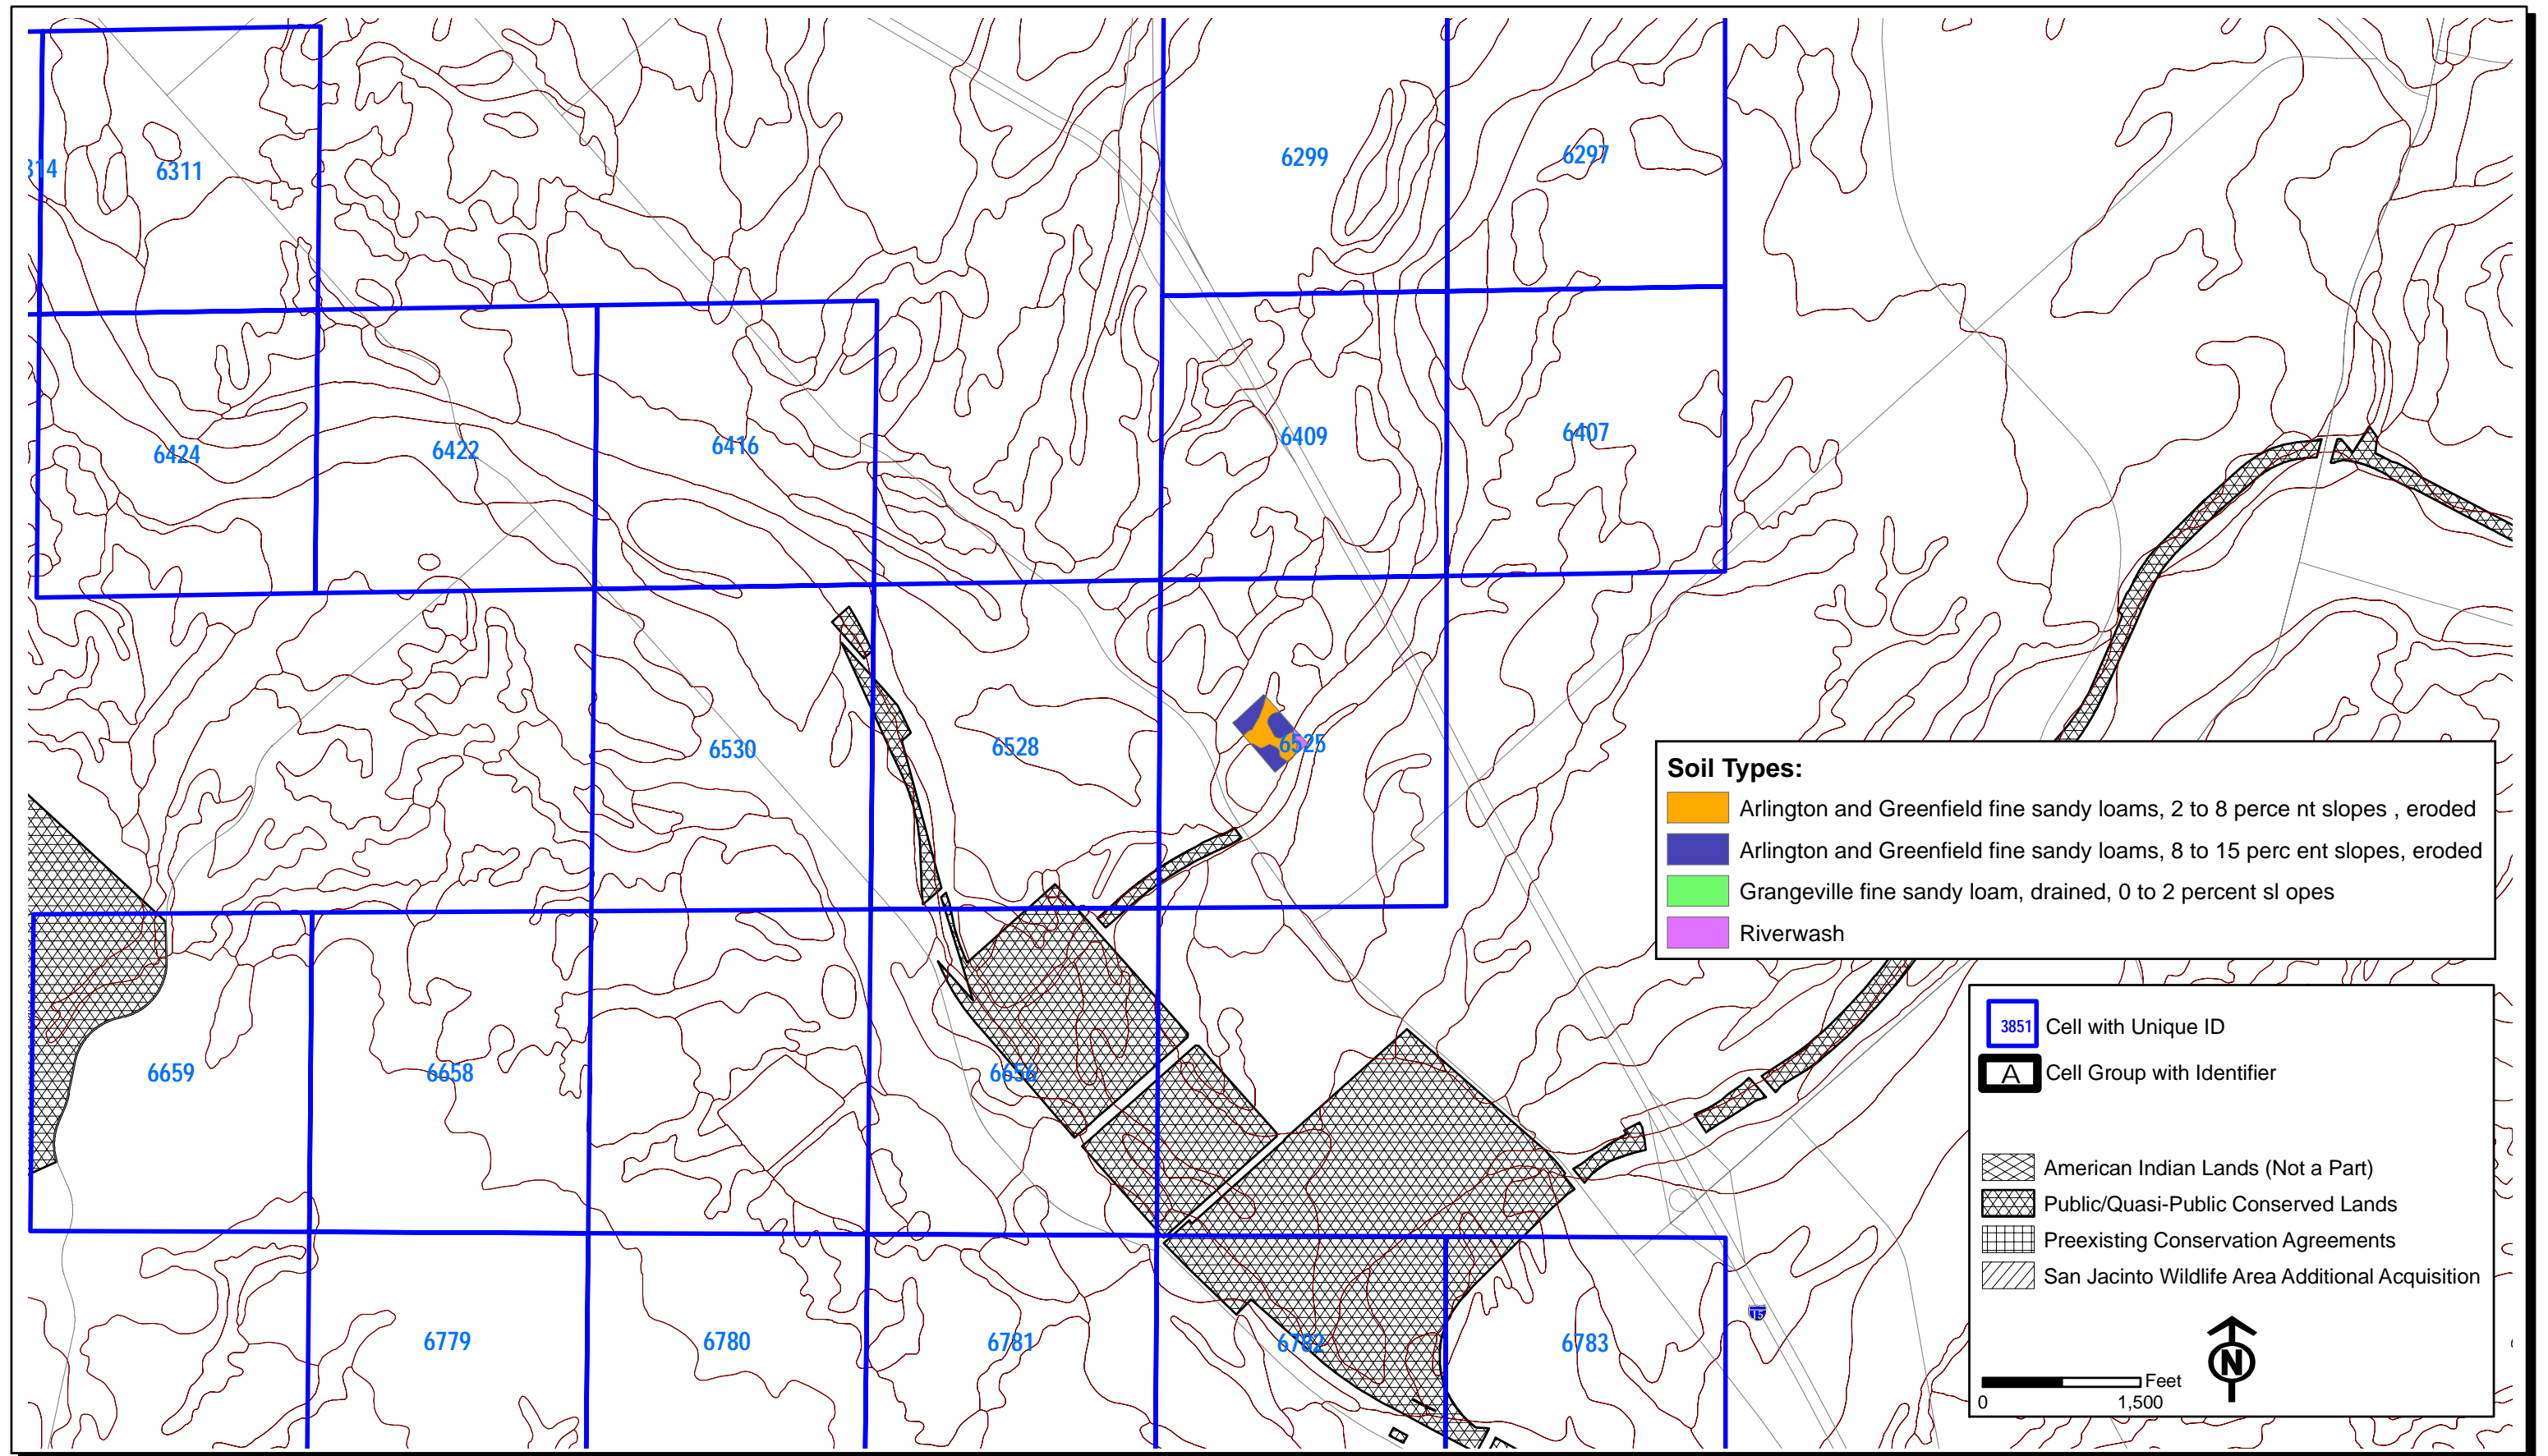 6299
6297
314
6311
6409
6407
6424
6422
6416
6530
6528
6525
Soil Types:
Arlington and Greenfield fine sandy loams, 2 to 8 perce nt slopes , eroded
Arlington and Greenfield fine sandy loams, 8 to 15 perc ent slopes, eroded
Grangeville fine sandy loam, drained, 0 to 2 percent sl opes
Riverwash
3851 Cell with Unique ID
A Cell Group with Identifier
6659
6658
6656
American Indian Lands (Not a Part)
Public/Quasi-Public Conserved Lands
Preexisting Conservation Agreements
San Jacinto Wildlife Area Additional Acquisition
15
6779
6780
6781
6782
6783
N
Feet
0 1,500